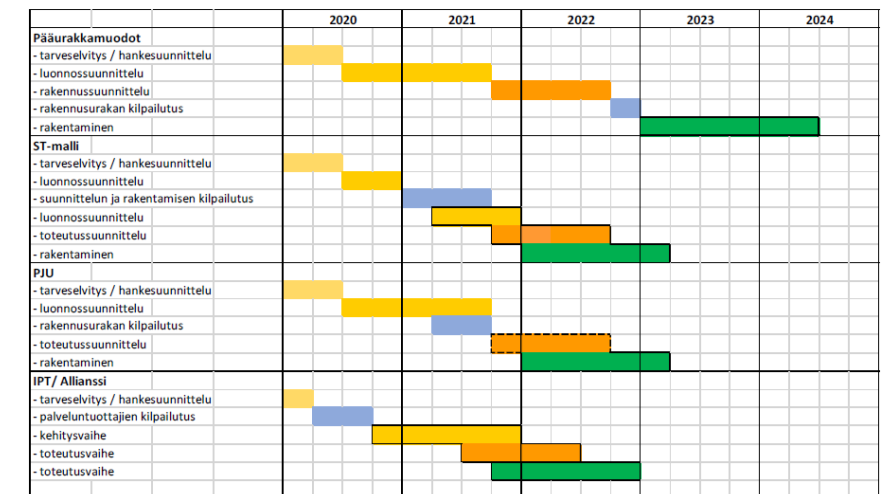 2020 2021 2022 2023 2024
Pääurakkamuodot
- tarveselvitys / hankesuunnittelu
- luonnossuunnittelu
- rakennussuunnittelu
- rakennusurakan kilpailutus
- rakentaminen
ST-malli
- tarveselvitys / hankesuunnittelu
- luonnossuunnittelu
- suunnittelun ja rakentamisen kilpailutus
- luonnossuunnittelu
- toteutussuunnittelu
- rakentaminen
PJU
- tarveselvitys / hankesuunnittelu
- luonnossuunnittelu
- rakennusurakan kilpailutus
- toteutussuunnittelu
- rakentaminen
IPT/ Allianssi
- tarveselvitys / hankesuunnittelu
- palveluntuottajien kilpailutus
- kehitysvaihe
- toteutusvaihe
- toteutusvaihe